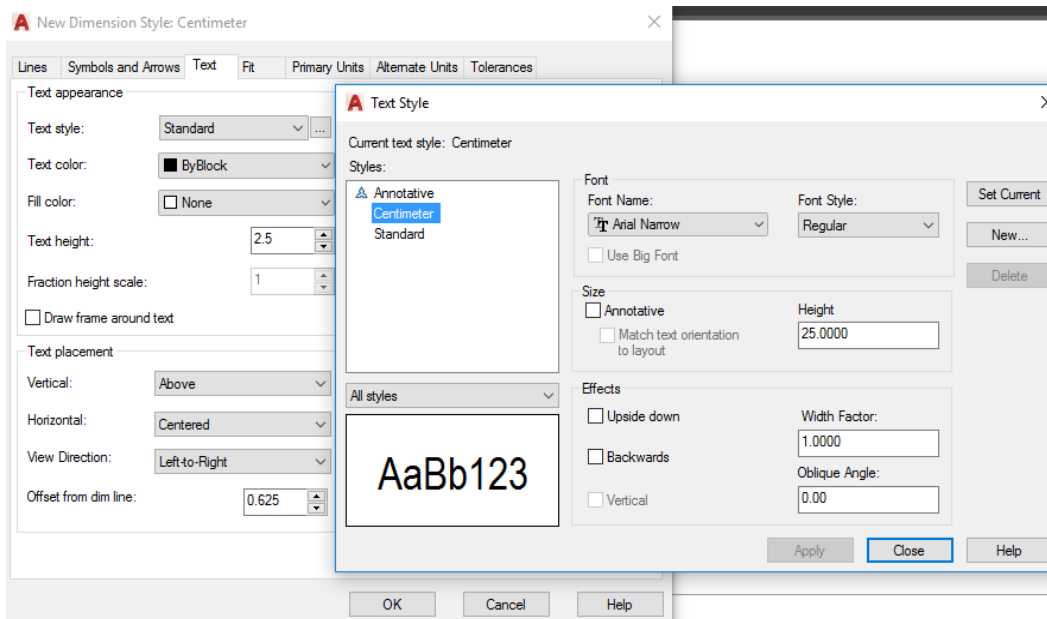 New Dimension Style: Centimeter
Lines Symbols and Arrows Text Fit Primary Units Alternate Units Tolerances
Text appearance
Text style: Standard ...
Text color: ByBlock
Fill color: None
Text height: 2.5
Fraction height scale: 1
Draw frame around text
Text placement
Vertical: Above
Horizontal: Centered
View Direction: Left-to-Right
Offset from dim line: 0.625
OK Cancel Help
Text Style
Current text style: Centimeter
Styles:
Annotative
Centimeter
Standard
All styles
AaBb123
Font
Font Name: Font Style:
Arial Narrow Regular
Use Big Font
Size
Annotative Height
Match text orientation 25.0000
to layout
Effects
Upside down Width Factor:
1.0000
Backwards
Oblique Angle:
Vertical 0.00
Set Current
New...
Delete
Apply Close Help